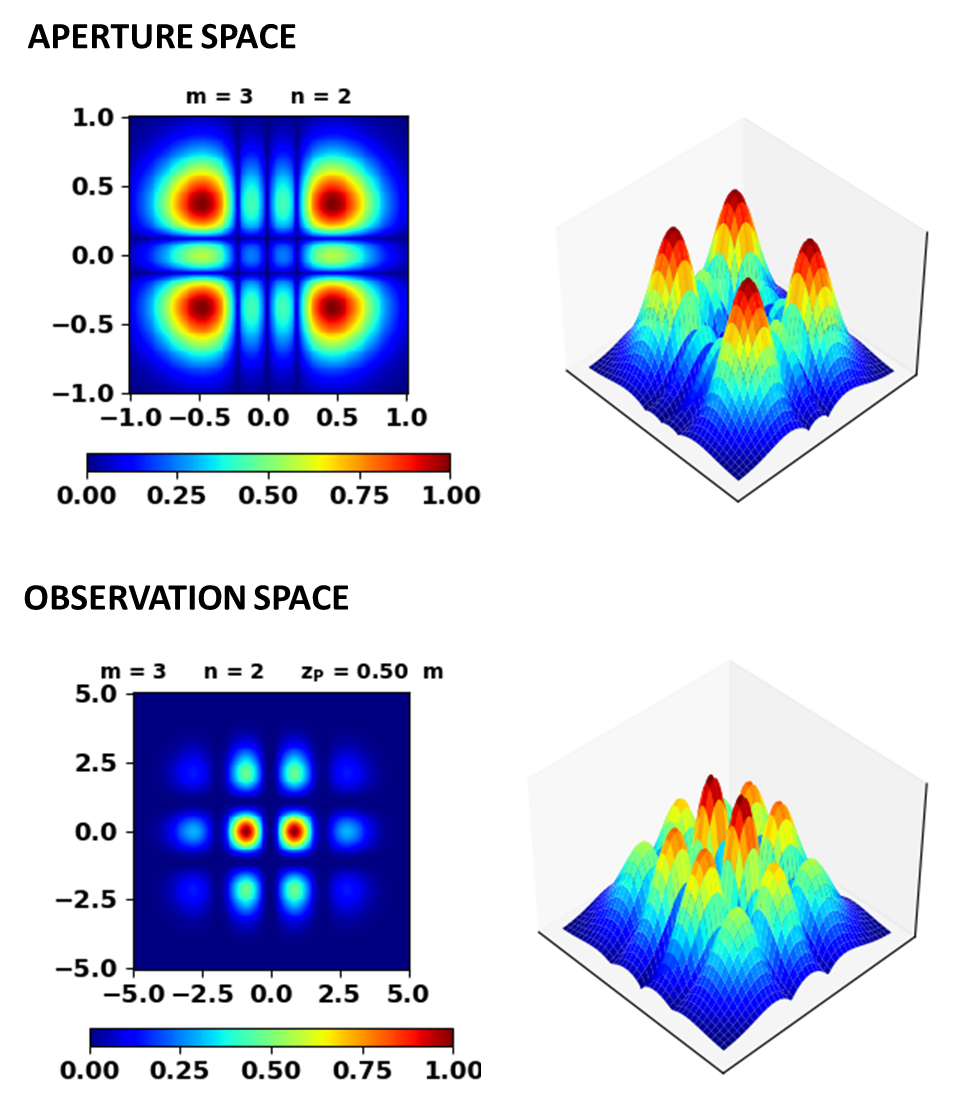 APERTURE SPACE
m = 3 n = 2
1.0
0.5
0.0
−0.5
−1.0
−1.0 −0.5 0.0 0.5 1.0
0.00 0.25 0.50 0.75 1.00
OBSERVATION SPACE
m = 3 n = 2 zP = 0.50 m
5.0
2.5
0.0
−2.5
−5.0
−5.0 −2.5 0.0 2.5 5.0
0.00 0.25 0.50 0.75 1.00